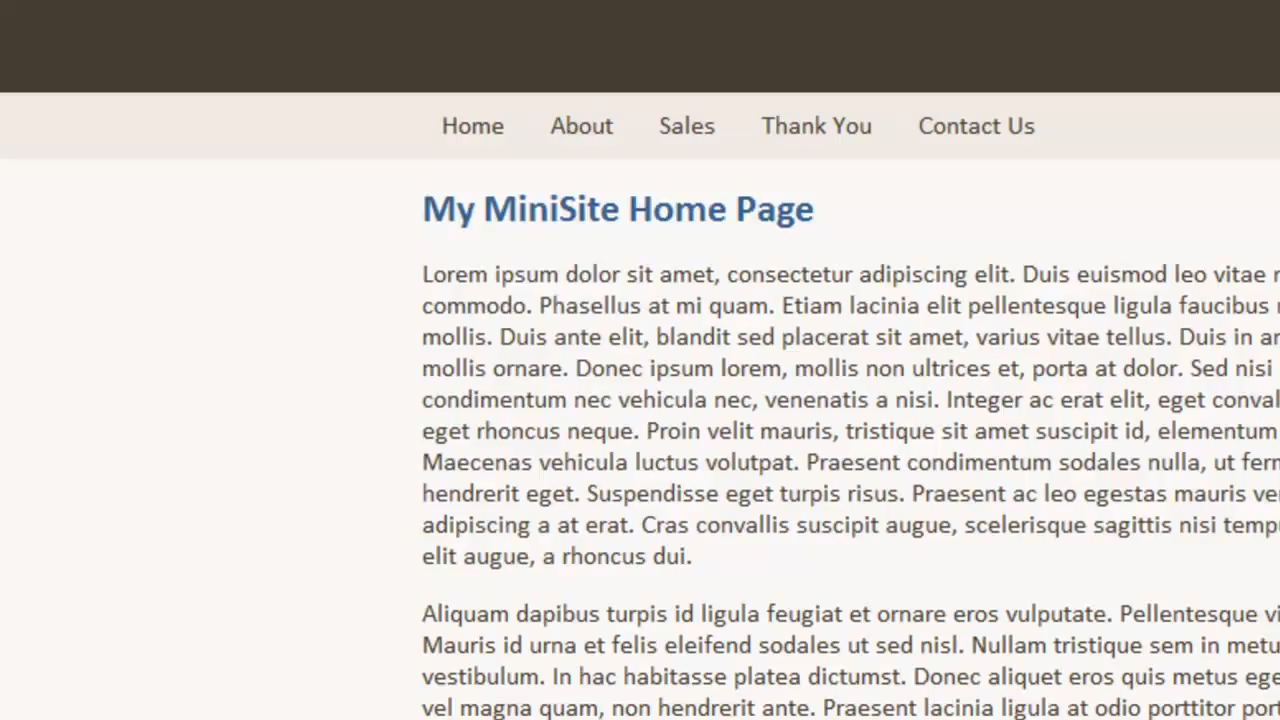 Home About Sales Thank You Contact Us
My MiniSite Home Page
Lorem ipsum dolor sit amet, consectetur adipiscing elit. Duis euismod leo vitae
commodo. Phasellus at mi quam. Etiam lacinia elit pellentesque ligula faucibus
mollis. Duis ante elit, blandit sed placerat sit amet, varius vitae tellus. Duis in
mollis ornare. Donec ipsum lorem, mollis non ultrices et, porta at dolor. Sed nisi
condimentum nec vehicula nec, venenatis a nisi. Integer ac erat elit, eget
eget rhoncus neque. Proin velit mauris, tristique sit amet suscipit id, elementum
Maecenas vehicula luctus volutpat. Praesent condimentum sodales nulla, ut
hendrerit eget. Suspendisse eget turpis risus. Praesent ac leo egestas mauris
adipiscing a at erat. Cras convallis suscipit augue, scelerisque sagittis nisi
elit augue, a rhoncus dui.
Aliquam dapibus turpis id ligula feugiat et ornare eros vulputate. Pellentesque
Mauris id urna et felis eleifend sodales ut sed nisl. Nullam tristique sem in
vestibulum. In hac habitasse platea dictumst. Donec aliquet eros quis metus
vel magna quam, non hendrerit ante. Praesent lacinia ligula at odio porttitor